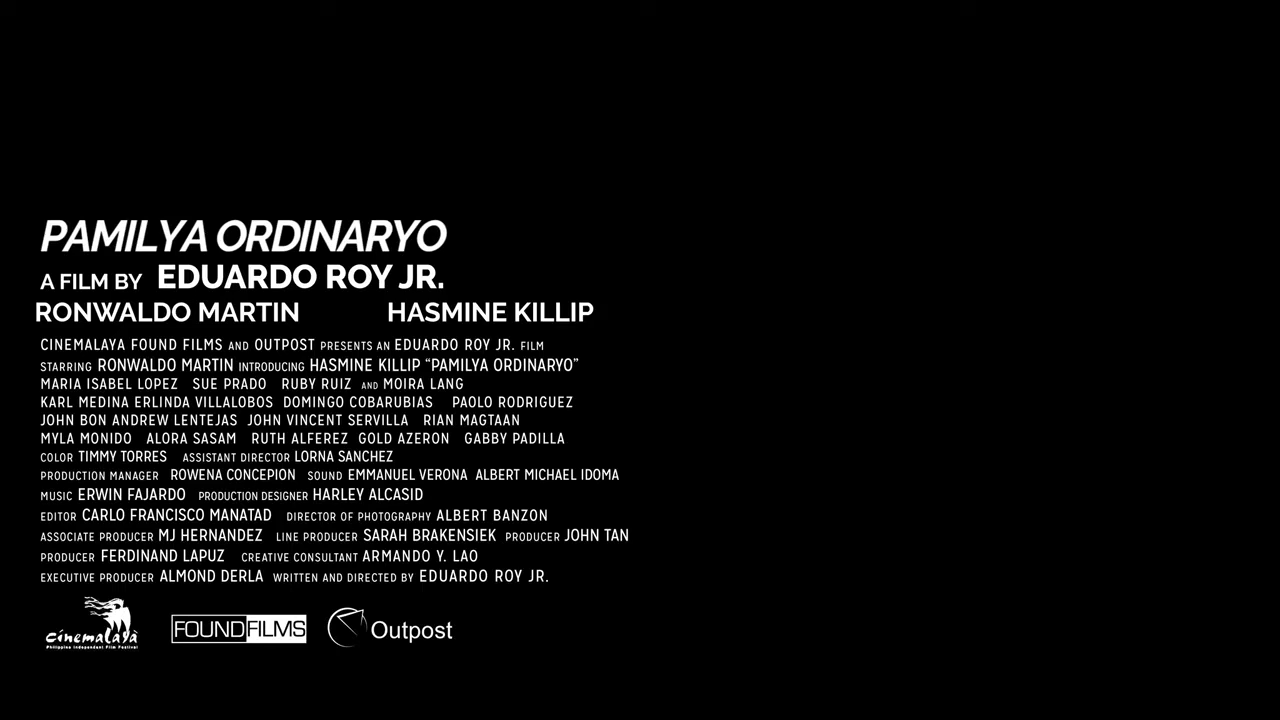 PAMILYA ORDINARYO
A FILM BY EDUARDO ROY JR.
RONWALDO MARTIN HASMINE KILLIP
CINEMALAYA FOUND FILMS AND OUTPOST PRESENTS AN EDUARDO ROY JR. FILM
STARRING RONWALDO MARTIN INTRODUCING HASMINE KILLIP “PAMILYA ORDINARYO”
MARIA ISABEL LOPEZ SUE PRADO RUBY RUIZ AND MOIRA LANG
KARL MEDINA ERLINDA VILLALOBOS DOMINGO COBARUBIAS PAOLO RODRIGUEZ
JOHN BON ANDREW LENTEJAS JOHN VINCENT SERVILLA RIAN MAGTAAN
MYLA MONIDO ALORA SASAM RUTH ALFEREZ GOLD AZERON GABBY PADILLA
COLOR TIMMY TORRES ASSISTANT DIRECTOR LORNA SANCHEZ
PRODUCTION MANAGER ROWENA CONCEPION SOUND EMMANUEL VERONA ALBERT MICHAEL IDOMA
MUSIC ERWIN FAJARDO PRODUCTION DESIGNER HARLEY ALCASID
EDITOR CARLO FRANCISCO MANATAD DIRECTOR OF PHOTOGRAPHY ALBERT BANZON
ASSOCIATE PRODUCER MJ HERNANDEZ LINE PRODUCER SARAH BRAKENSIEK PRODUCER JOHN TAN
PRODUCER FERDINAND LAPUZ CREATIVE CONSULTANT ARMANDO Y. LAO
EXECUTIVE PRODUCER ALMOND DERLA WRITTEN AND DIRECTED BY EDUARDO ROY JR.
cinemalaya FOUNDFILMS Outpost
Philippine Independent Film Festival